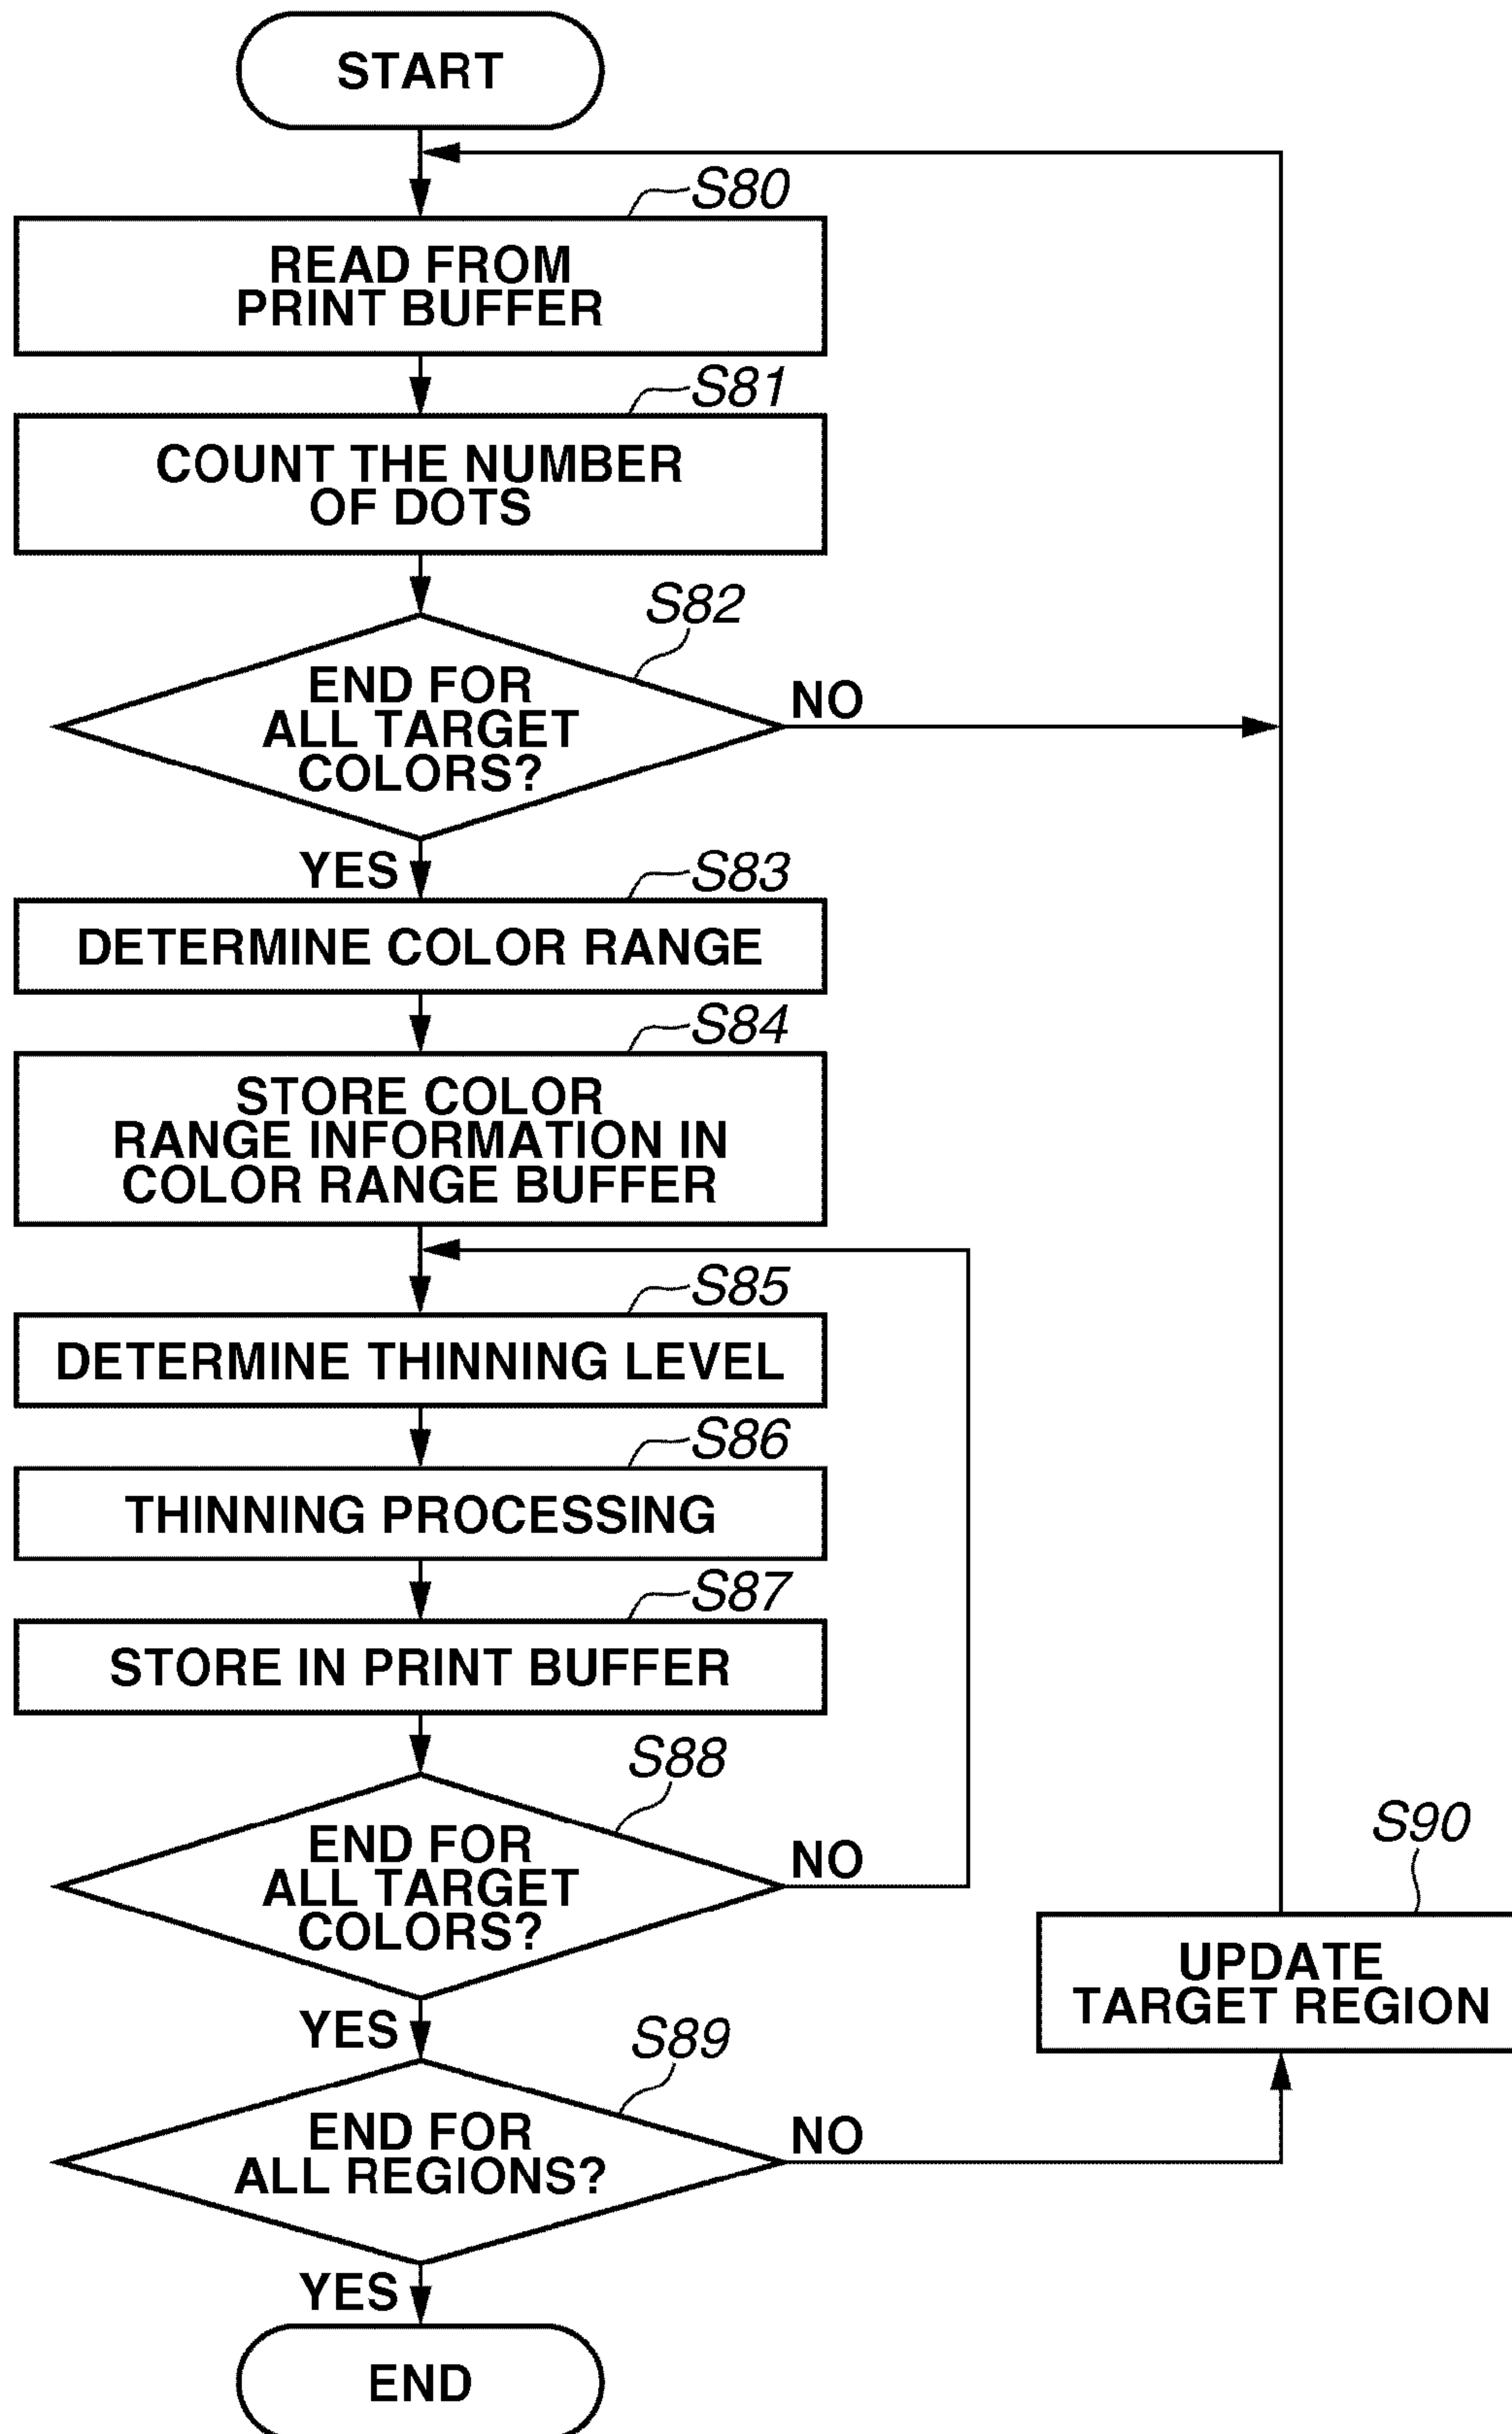 START
S80
READ FROM
PRINT BUFFER
S81
COUNT THE NUMBER
OF DOTS
S82
END FOR
ALL TARGET
COLORS?
NO
YES
S83
DETERMINE COLOR RANGE
S84
STORE COLOR
RANGE INFORMATION IN
COLOR RANGE BUFFER
S85
DETERMINE THINNING LEVEL
S86
THINNING PROCESSING
S87
STORE IN PRINT BUFFER
S88
END FOR
ALL TARGET
COLORS?
NO
S90
UPDATE
TARGET REGION
YES
S89
END FOR
ALL REGIONS?
NO
YES
END